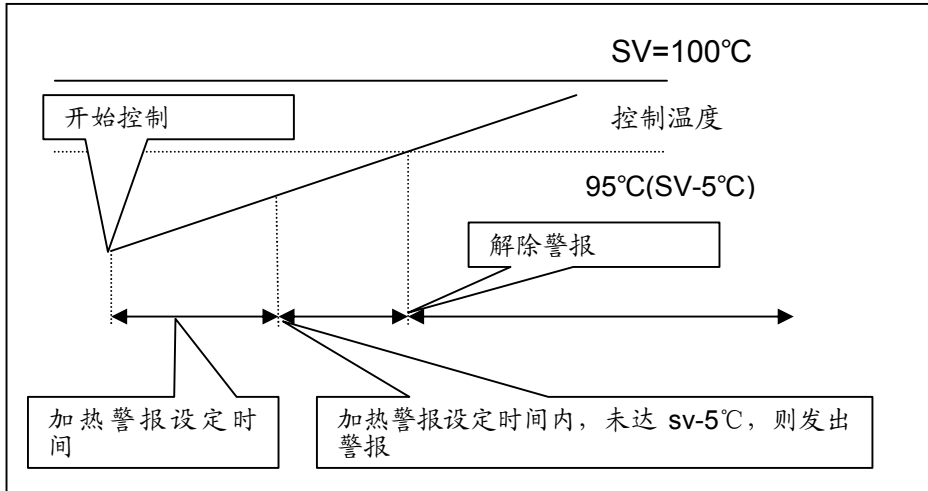 SV=100℃
开始控制
控制温度
95℃(SV-5℃)
解除警报
加热警报设定时
间
加热警报设定时间内，未达 sv-5℃，则发出
警报